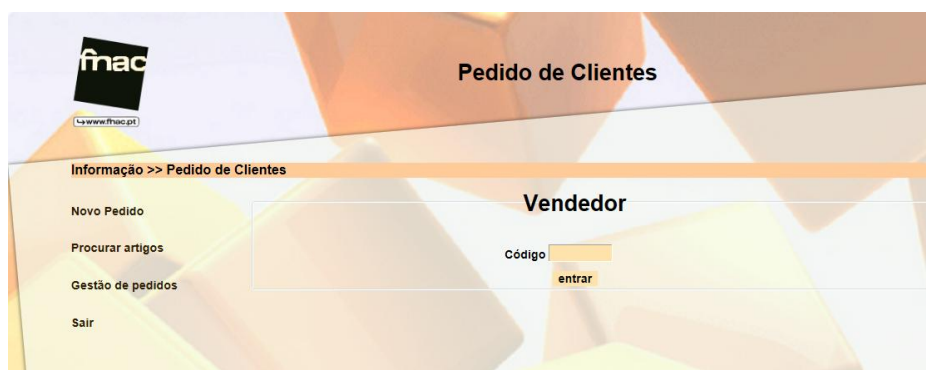 fnac
www.fnac.pt
Pedido de Clientes
Informação >> Pedido de Clientes
Novo Pedido
Procurar artigos
Gestão de pedidos
Sair
Vendedor
Código
entrar